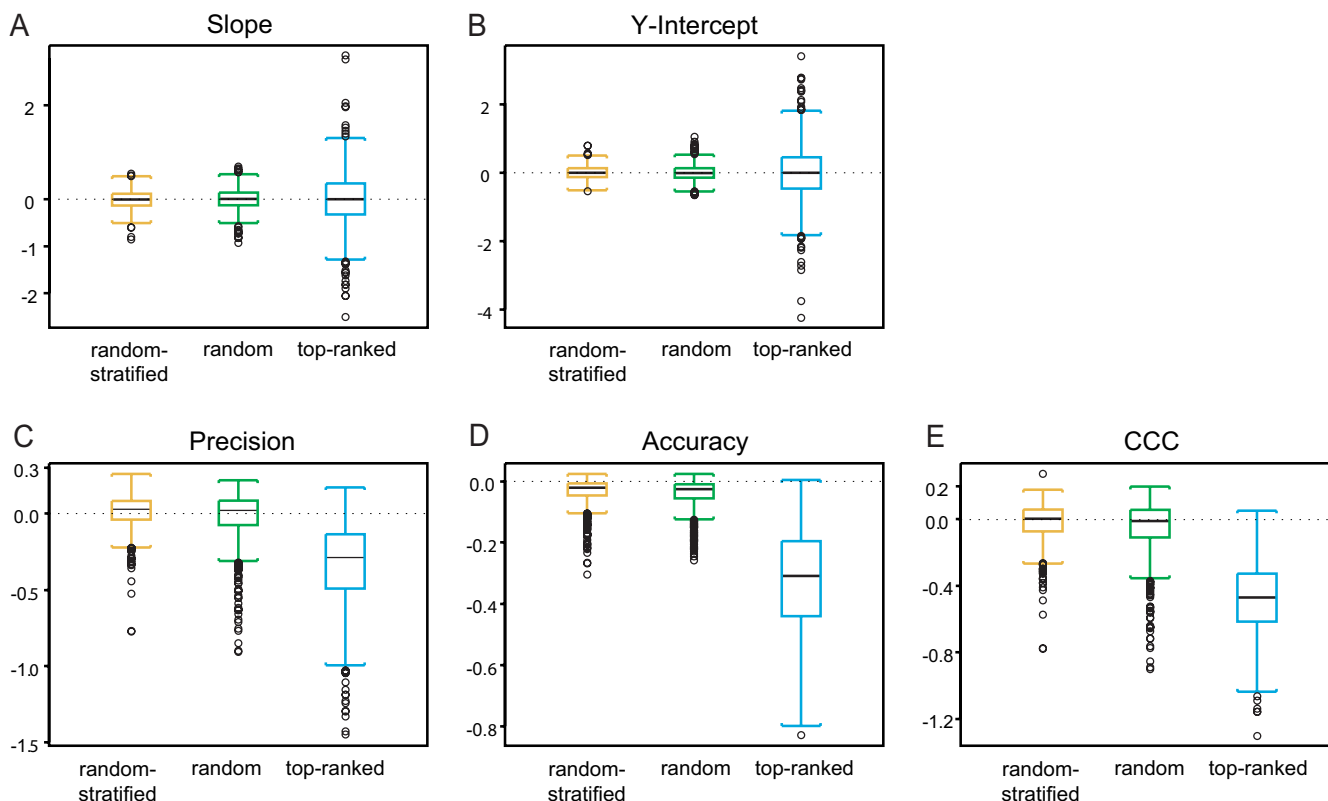 A
Slope
2
0
-1
-2
random-
stratified
random
top-ranked
B
Y-Intercept
2
0
-2
-4
random-
stratified
random
top-ranked
C
Precision
0.3
0.0
-0.5
-1.0
-1.5
random-
stratified
random
top-ranked
D
Accuracy
0.0
-0.2
-0.4
-0.6
-0.8
random-
stratified
random
top-ranked
E
CCC
0.2
0.0
-0.4
-0.8
-1.2
random-
stratified
random
top-ranked